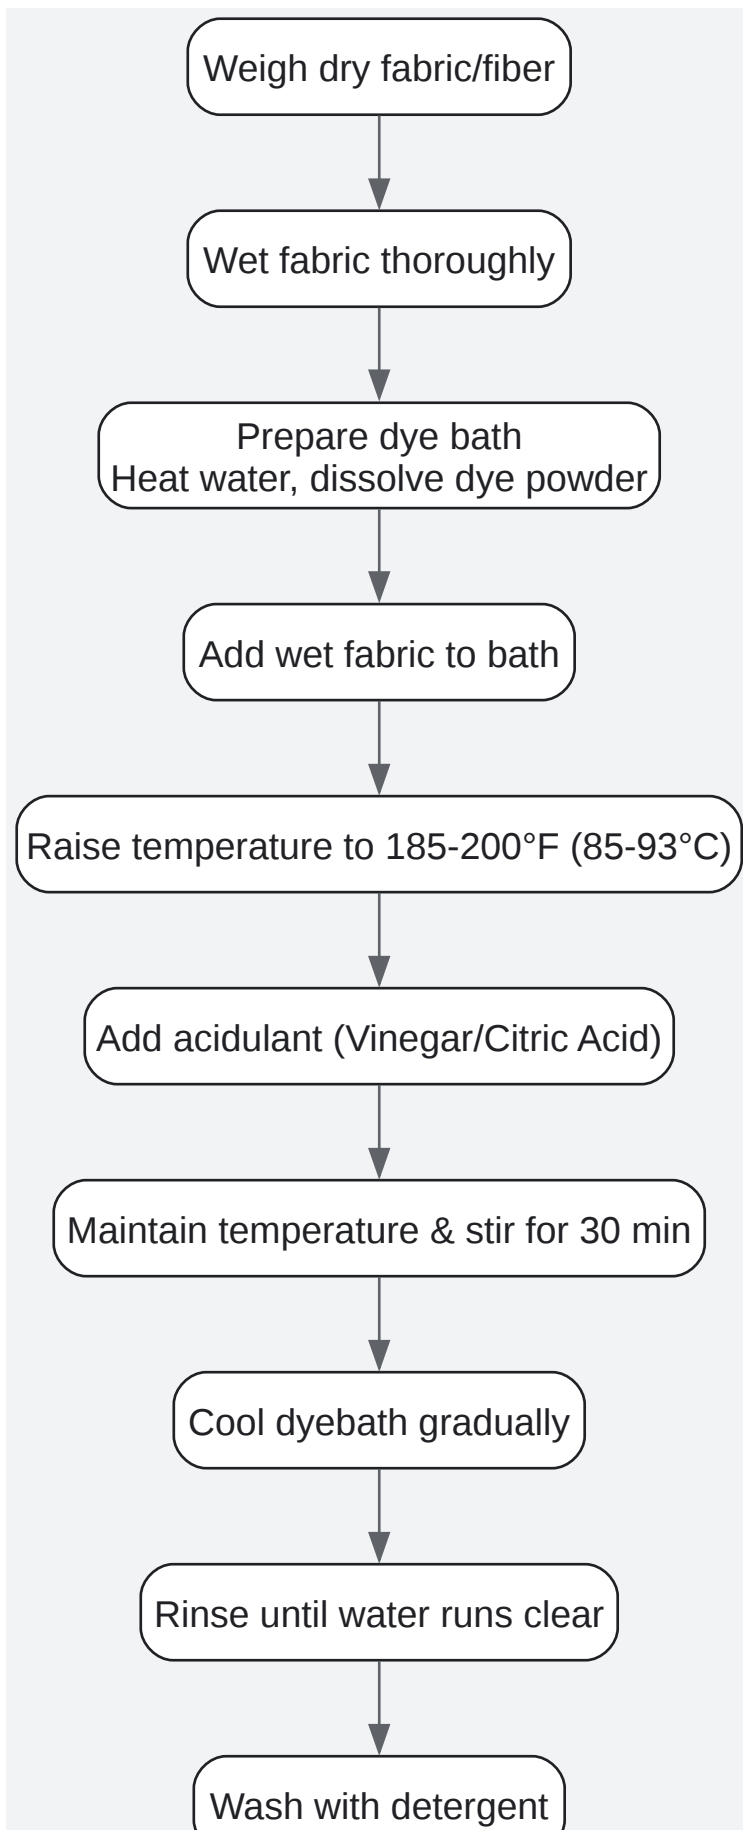 Weigh dry fabric/fiber
Wet fabric thoroughly
Prepare dye bath
Heat water, dissolve dye powder
Add wet fabric to bath
Raise temperature to 185-200°F (85-93°C)
Add acidulant (Vinegar/Citric Acid)
Maintain temperature & stir for 30 min
Cool dyebath gradually
Rinse until water runs clear
Wash with detergent